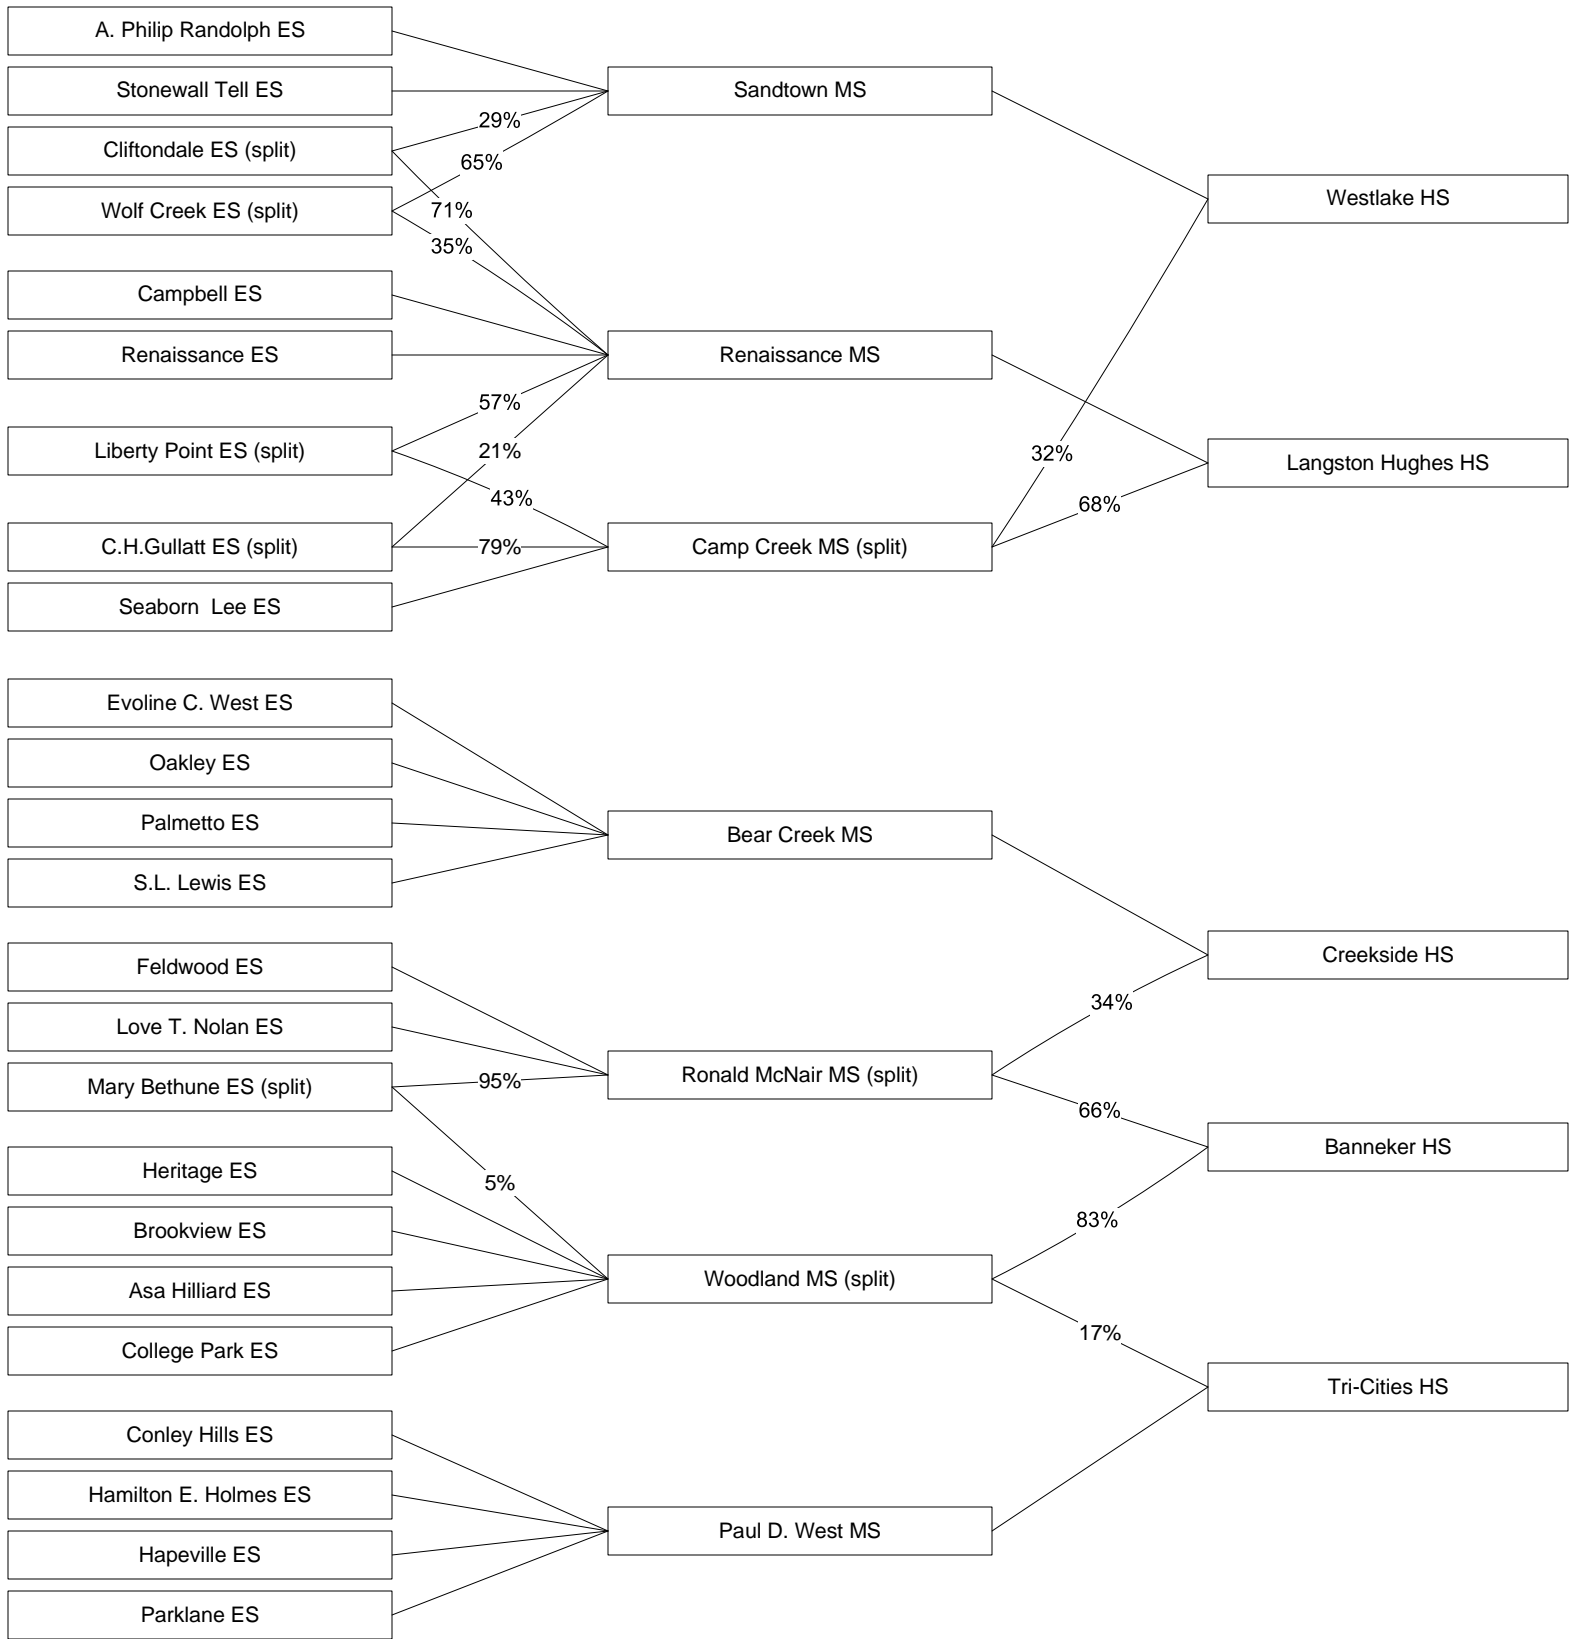 A. Philip Randolph ES
Stonewall Tell ES
Sandtown MS
29%
Cliftondale ES (split)
65%
Westlake HS
Wolf Creek ES (split)
71%
35%
Campbell ES
Renaissance ES
Renaissance MS
57%
Liberty Point ES (split)
21%
32%
Langston Hughes HS
43%
68%
C.H.Gullatt ES (split)
79%
Camp Creek MS (split)
Seaborn  Lee ES
Evoline C. West ES
Oakley ES
Palmetto ES
Bear Creek MS
S.L. Lewis ES
Feldwood ES
Creekside HS
34%
Love T. Nolan ES
Ronald McNair MS (split)
Mary Bethune ES (split)
95%
66%
Banneker HS
Heritage ES
5%
83%
Brookview ES
Woodland MS (split)
Asa Hilliard ES
17%
College Park ES
Tri-Cities HS
Conley Hills ES
Hamilton E. Holmes ES
Paul D. West MS
Hapeville ES
Parklane ES